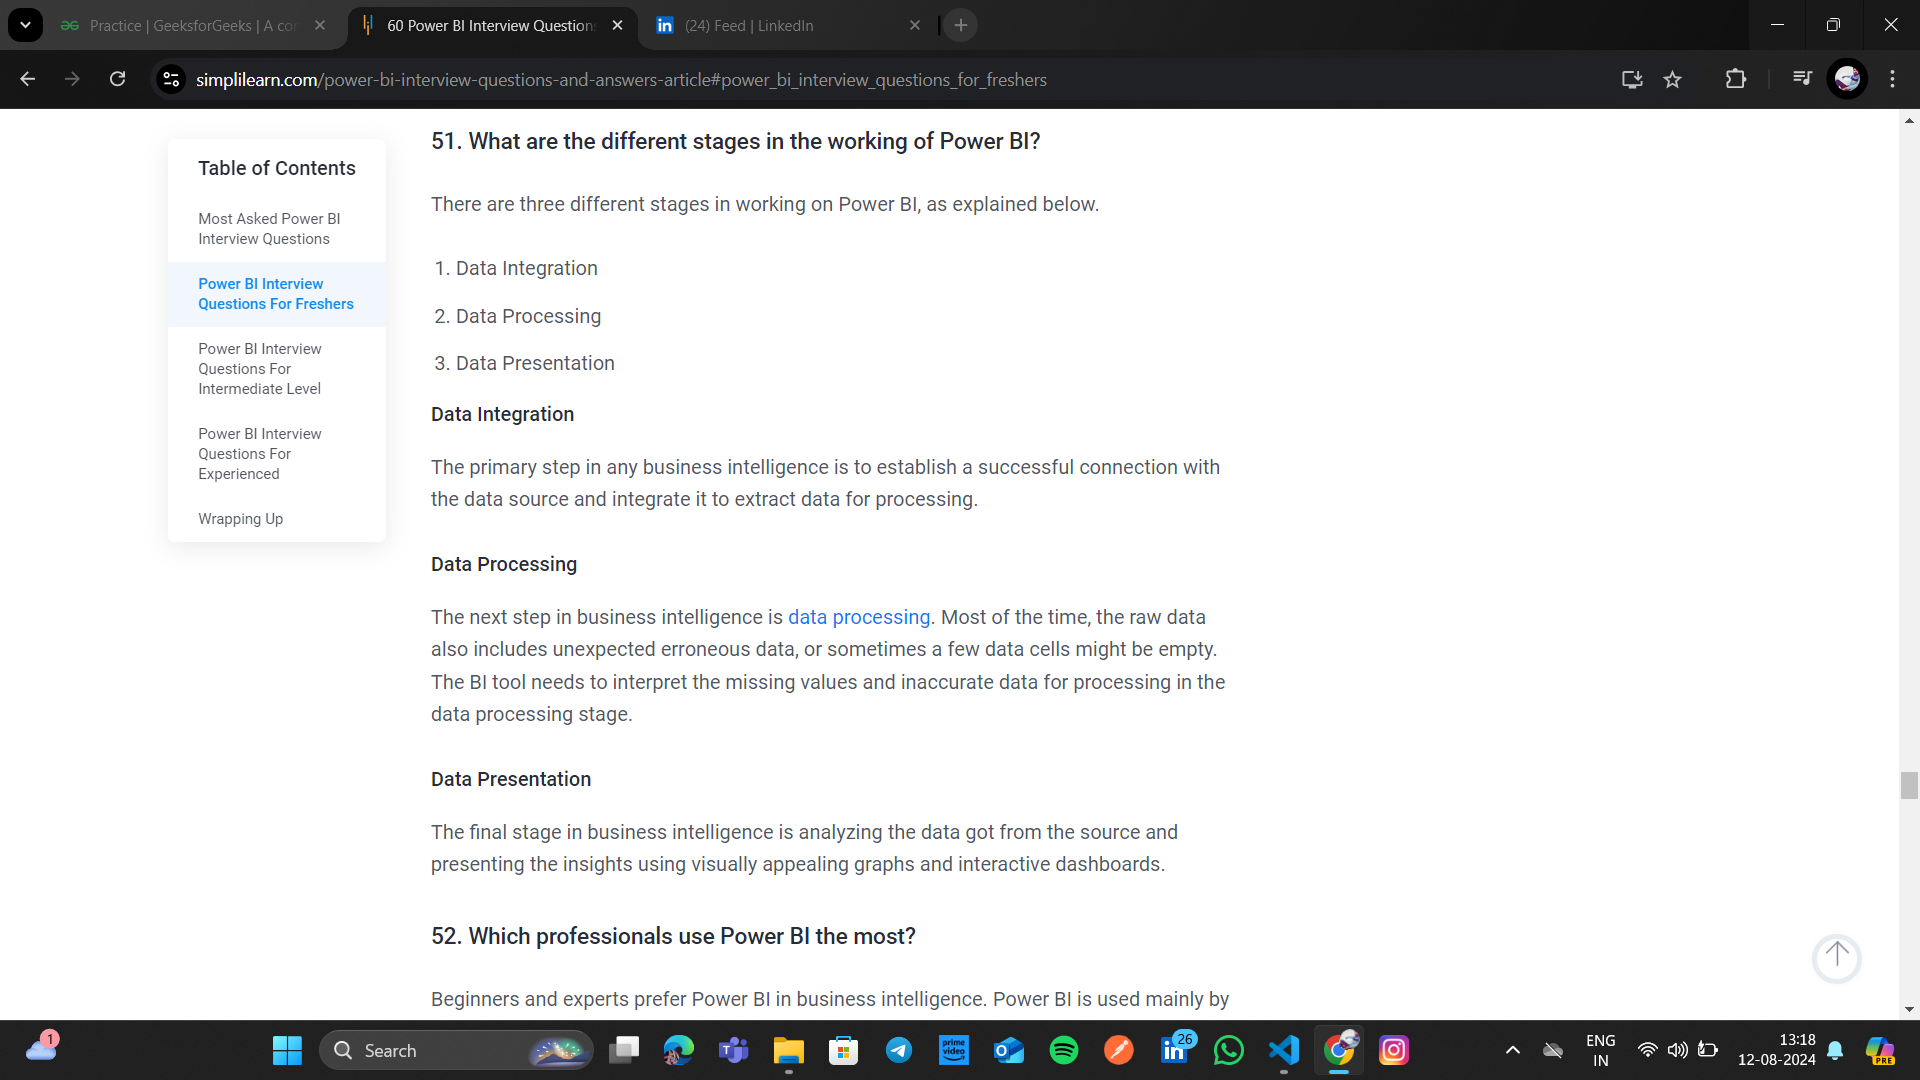 Practice | GeeksforGeeks | A co
60 Power BI Interview Question
(24) Feed | LinkedIn
simplilearn.com/power-bi-interview-questions-and-answers-article#power_bi_interview_questions_for_freshers
Table of Contents
Most Asked Power BI
Interview Questions
Power BI Interview
Questions For Freshers
Power BI Interview
Questions For
Intermediate Level
Power BI Interview
Questions For
Experienced
Wrapping Up
51. What are the different stages in the working of Power BI?
There are three different stages in working on Power BI, as explained below.
1. Data Integration
2. Data Processing
3. Data Presentation
Data Integration
The primary step in any business intelligence is to establish a successful connection with
the data source and integrate it to extract data for processing.
Data Processing
The next step in business intelligence is data processing. Most of the time, the raw data
also includes unexpected erroneous data, or sometimes a few data cells might be empty.
The BI tool needs to interpret the missing values and inaccurate data for processing in the
data processing stage.
Data Presentation
The final stage in business intelligence is analyzing the data got from the source and
presenting the insights using visually appealing graphs and interactive dashboards.
52. Which professionals use Power BI the most?
Beginners and experts prefer Power BI in business intelligence. Power BI is used mainly by
1
Search
prime
video
26
ENG
IN
13:18
12-08-2024
PRE